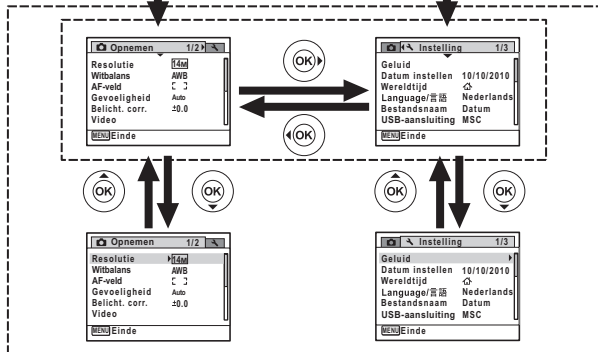 Opnemen 1/2
Resolutie 14M
Witbalans AWB
AF-veld
Gevoeligheid Auto
Belicht. corr. ±0.0
Video
MENU Einde
OK
OK
Instelling 1/3
Geluid
Datum instellen 10/10/2010
Wereldtijd
Language/言語 Nederlands
Bestandsnaam Datum
USB-aansluiting MSC
MENU Einde
OK
OK
OK
OK
Opnemen 1/2
Resolutie 14M
Witbalans AWB
AF-veld
Gevoeligheid Auto
Belicht. corr. ±0.0
Video
MENU Einde
Instelling 1/3
Geluid
Datum instellen 10/10/2010
Wereldtijd
Language/言語 Nederlands
Bestandsnaam Datum
USB-aansluiting MSC
MENU Einde